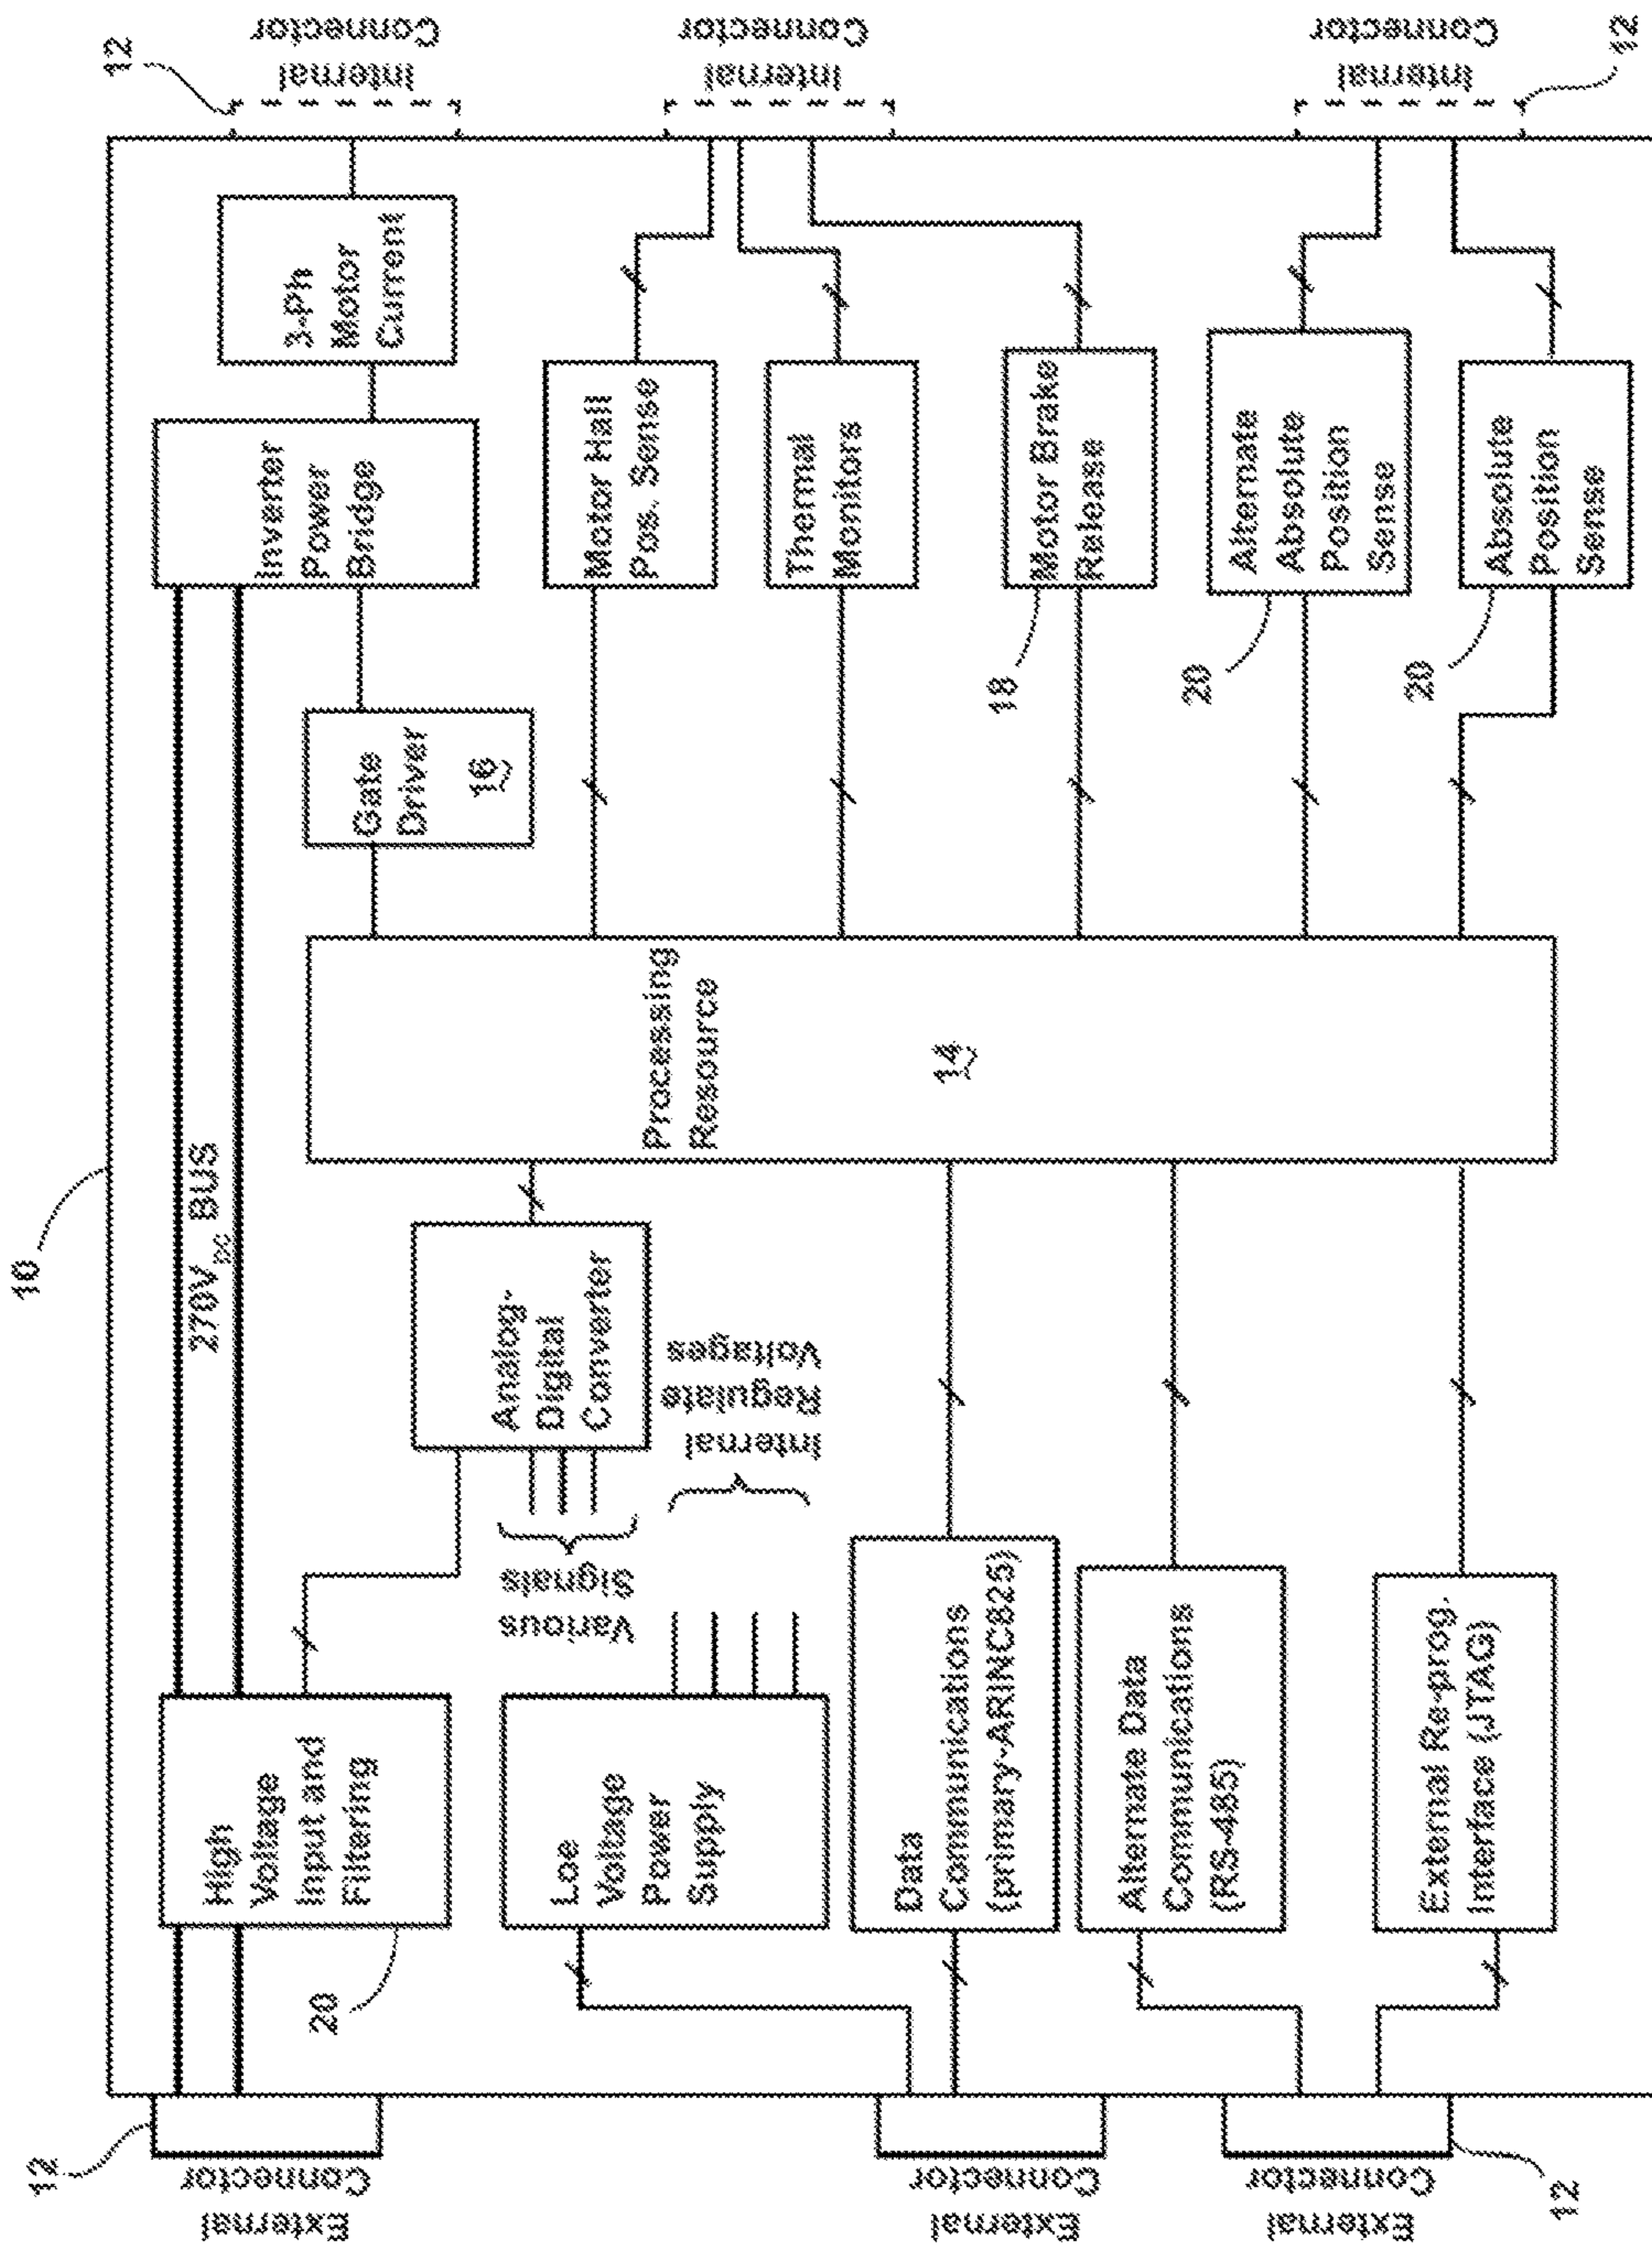 10
12
External
Connector
High
Voltage
Input and
Filtering
20
270V DC BUS
Inverter
Power
Bridge
3-Ph
Motor
Current
12
Internal
Connector
Gate
Driver
16
Analog-
Digital
Converter
Various
Signals
Loe
Voltage
Power
Supply
Internal
Regulate
Voltages
Processing
Resource
14
Motor Hall
Pos. Sense
Thermal
Monitors
Internal
Connector
External
Connector
Data
Communications
(primary-ARINC825)
18
Motor Brake
Release
Alternate Data
Communications
(RS-485)
20
Alternate
Absolute
Position
Sense
External
Connector
12
External Re-prog.
Interface (JTAG)
20
Absolute
Position
Sense
Internal
Connector
12